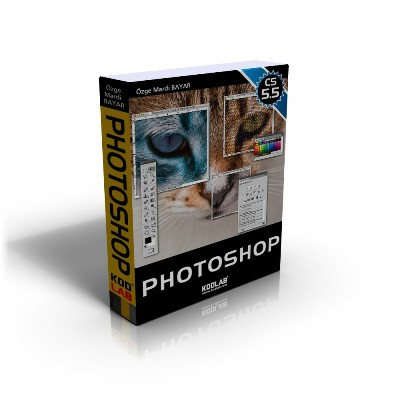 Özge
Mardi
BAYAR
PHOTOSHOP
KOD
LAB
Özge Mardi BAYAR
CS
5.5
PHOTOSHOP
KODLAB